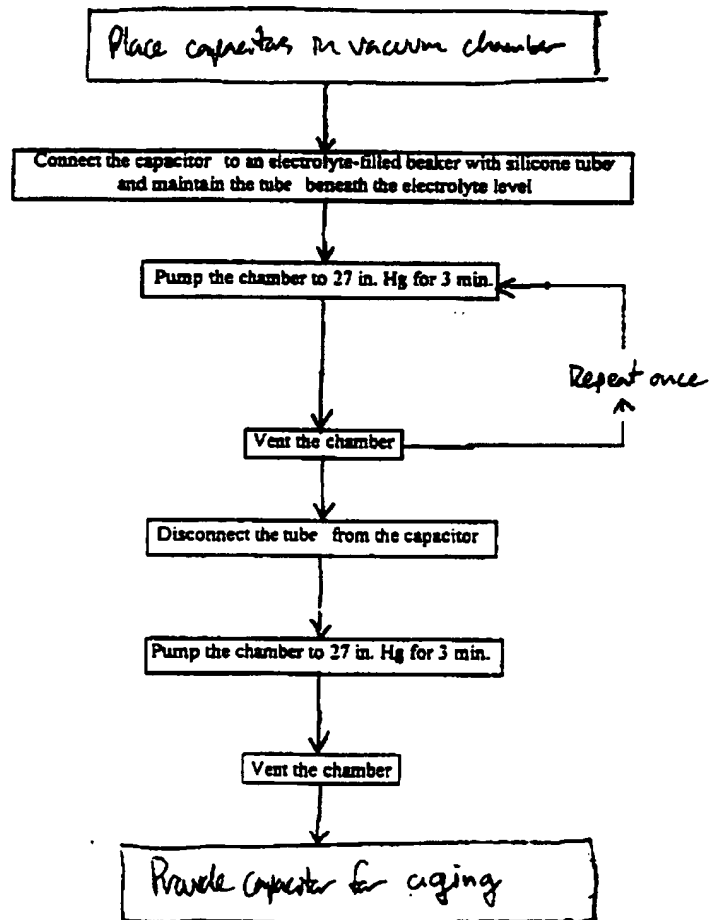 Place capacitors in vacuum chamber
Connect the capacitor to an electrolyte-filled beaker with silicone tube
and maintain the tube beneath the electrolyte level
Pump the chamber to 27 in. Hg for 3 min.
Repeat once
Vent the chamber
Disconnect the tube from the capacitor
Pump the chamber to 27 in. Hg for 3 min.
Vent the chamber
Provide capacitor for aging